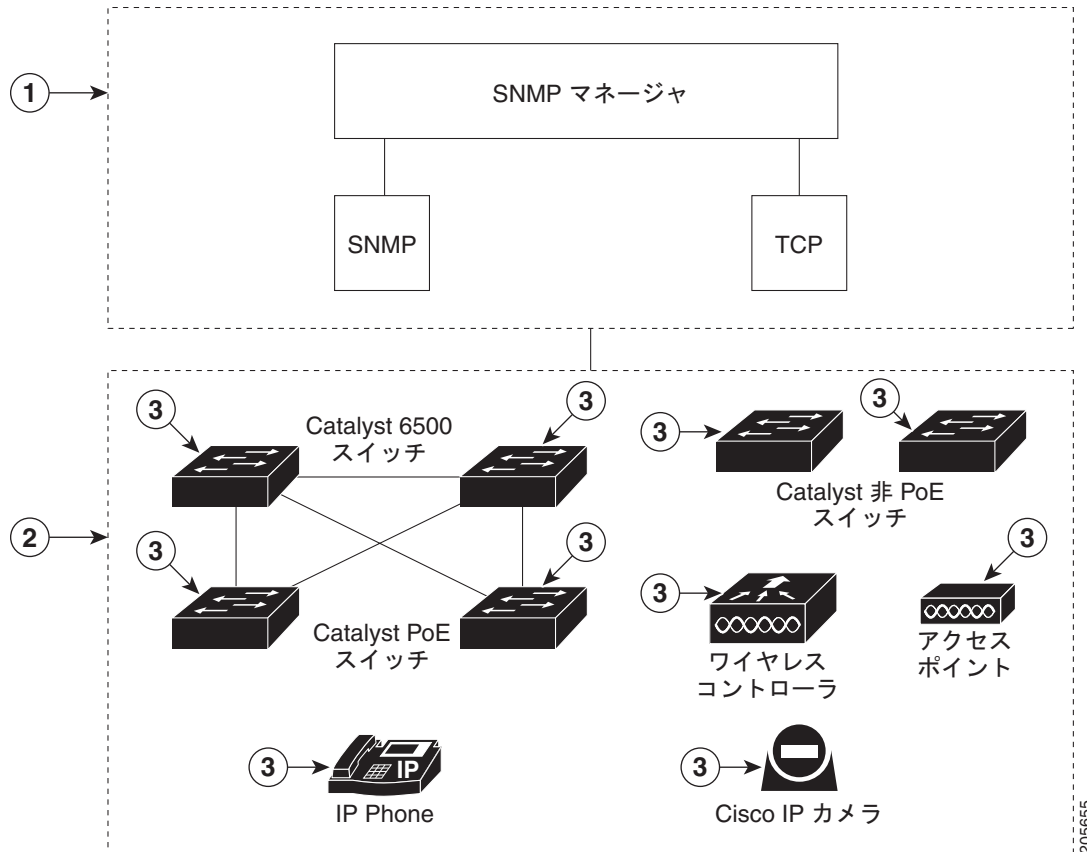 1
SNMP マネージャ
SNMP
TCP
3
3
3
3
Catalyst 6500
スイッチ
Catalyst 非 PoE
スイッチ
2
3
3
3
3
Catalyst PoE
スイッチ
ワイヤレス
コントローラ
アクセス
ポイント
3
IP
IP Phone
3
Cisco IP カメラ
205655